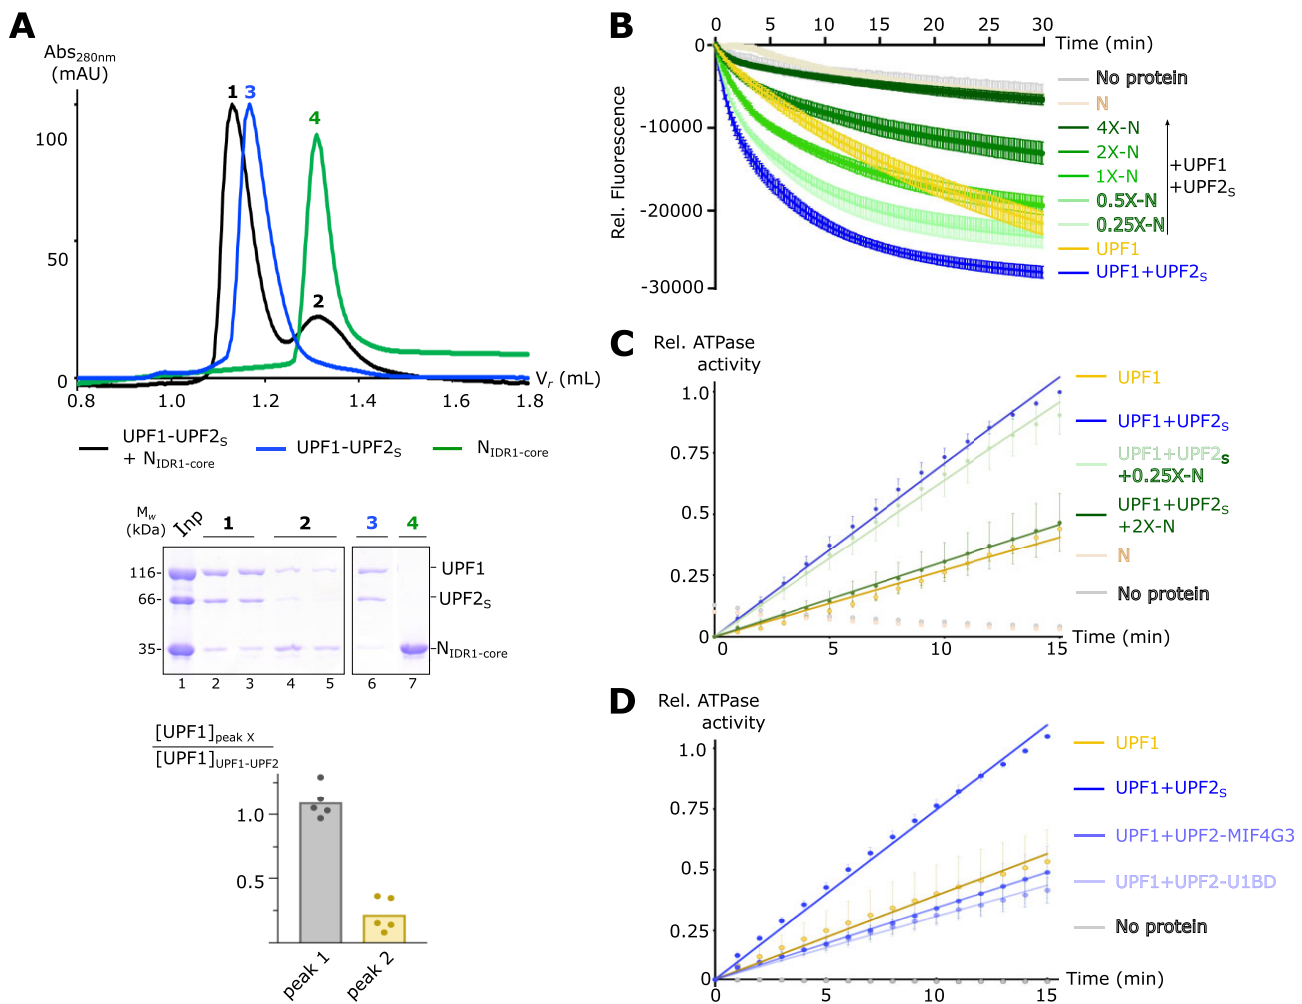 A
Abs280nm
(mAU)
1
3
4
2
100
50
0
0.8
1.0
1.2
1.4
1.6
1.8
Vr (mL)
UPF1-UPF2S
+ NIDR1-core
UPF1-UPF2S
NIDR1-core
Mw
(kDa)
Inp
1
2
3
4
116-
66-
35-
UPF1
UPF2S
NIDR1-core
1
2
3
4
5
6
7
[UPF1]peak X
[UPF1]UPF1-UPF2
1.0
0.5
peak 1
peak 2
B
0
5
10
15
20
25
30
Time (min)
0
-10000
-20000
-30000
Rel. Fluorescence
No protein
N
4X-N
2X-N
1X-N
0.5X-N
0.25X-N
+UPF1
+UPF2S
UPF1
UPF1+UPF2S
C
Rel. ATPase
activity
1.0
0.75
0.5
0.25
0
5
10
15
Time (min)
UPF1
UPF1+UPF2S
UPF1+UPF2s
+0.25X-N
UPF1+UPF2S
+2X-N
N
No protein
D
Rel. ATPase
activity
1.0
0.75
0.5
0.25
0
0
5
10
15
Time (min)
UPF1
UPF1+UPF2S
UPF1+UPF2-MIF4G3
UPF1+UPF2-U1BD
No protein